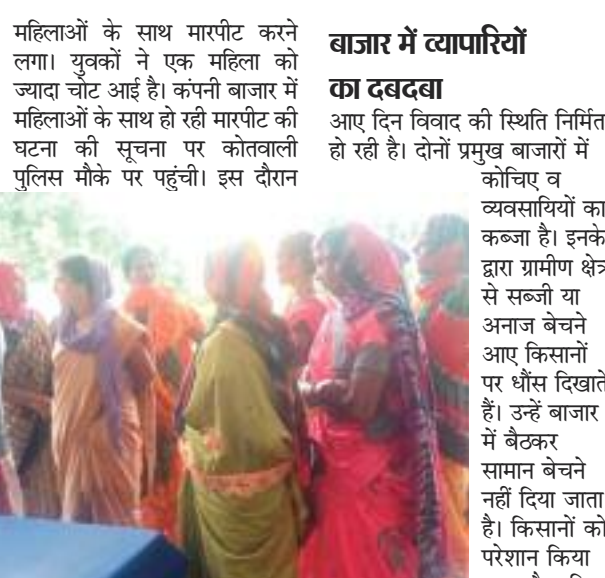 महिलाओं के साथ मारपीट करने
लगा। युवकों ने एक महिला को
ज्यादा चोट आई है। कंपनी बाजार में
महिलाओं के साथ हो रही मारपीट की
घटना की सूचना पर कोतवाली
पुलिस मौके पर पहुंची। इस दौरान
बाजार में व्यापारियों
का दबदबा
आए दिन विवाद की स्थिति निर्मित
हो रही है। दोनों प्रमुख बाजारों में
कोचिए व
व्यवसायियों का
कब्जा है। इनके
द्वारा ग्रामीण क्षेत्र
से सब्जी या
अनाज बेचने
आए किसानों
पर धौंस दिखाते
हैं। उन्हें बाजार
में बैठकर
सामान बेचने
नहीं दिया जाता
है। किसानों को
परेशान किया